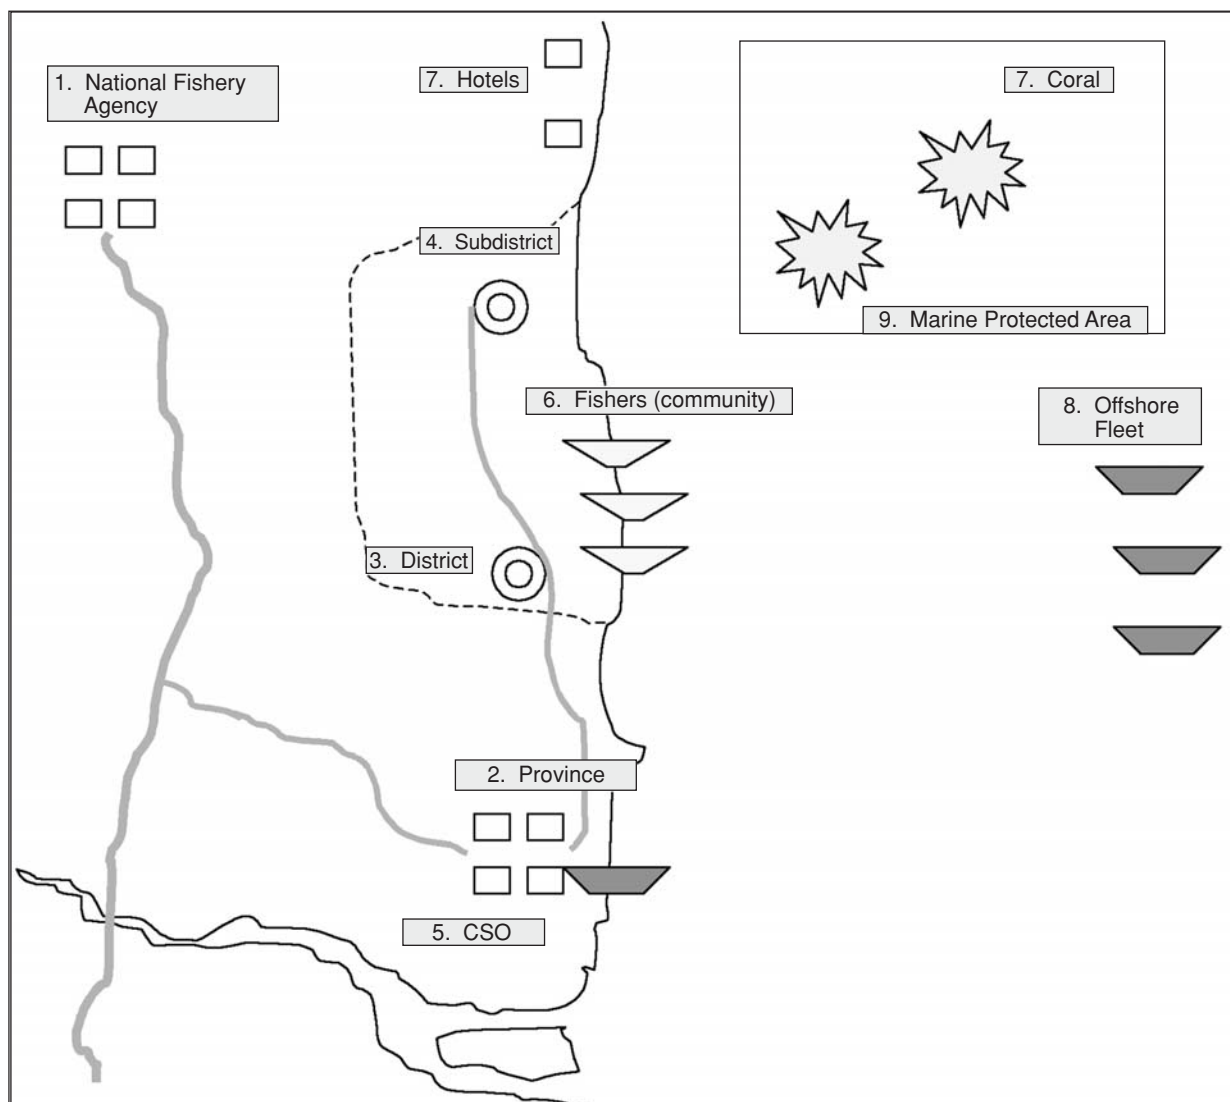 1. National Fishery
Agency
7. Hotels
7. Coral
4. Subdistrict
9. Marine Protected Area
6. Fishers (community)
8. Offshore
Fleet
3. District
2. Province
5. CSO